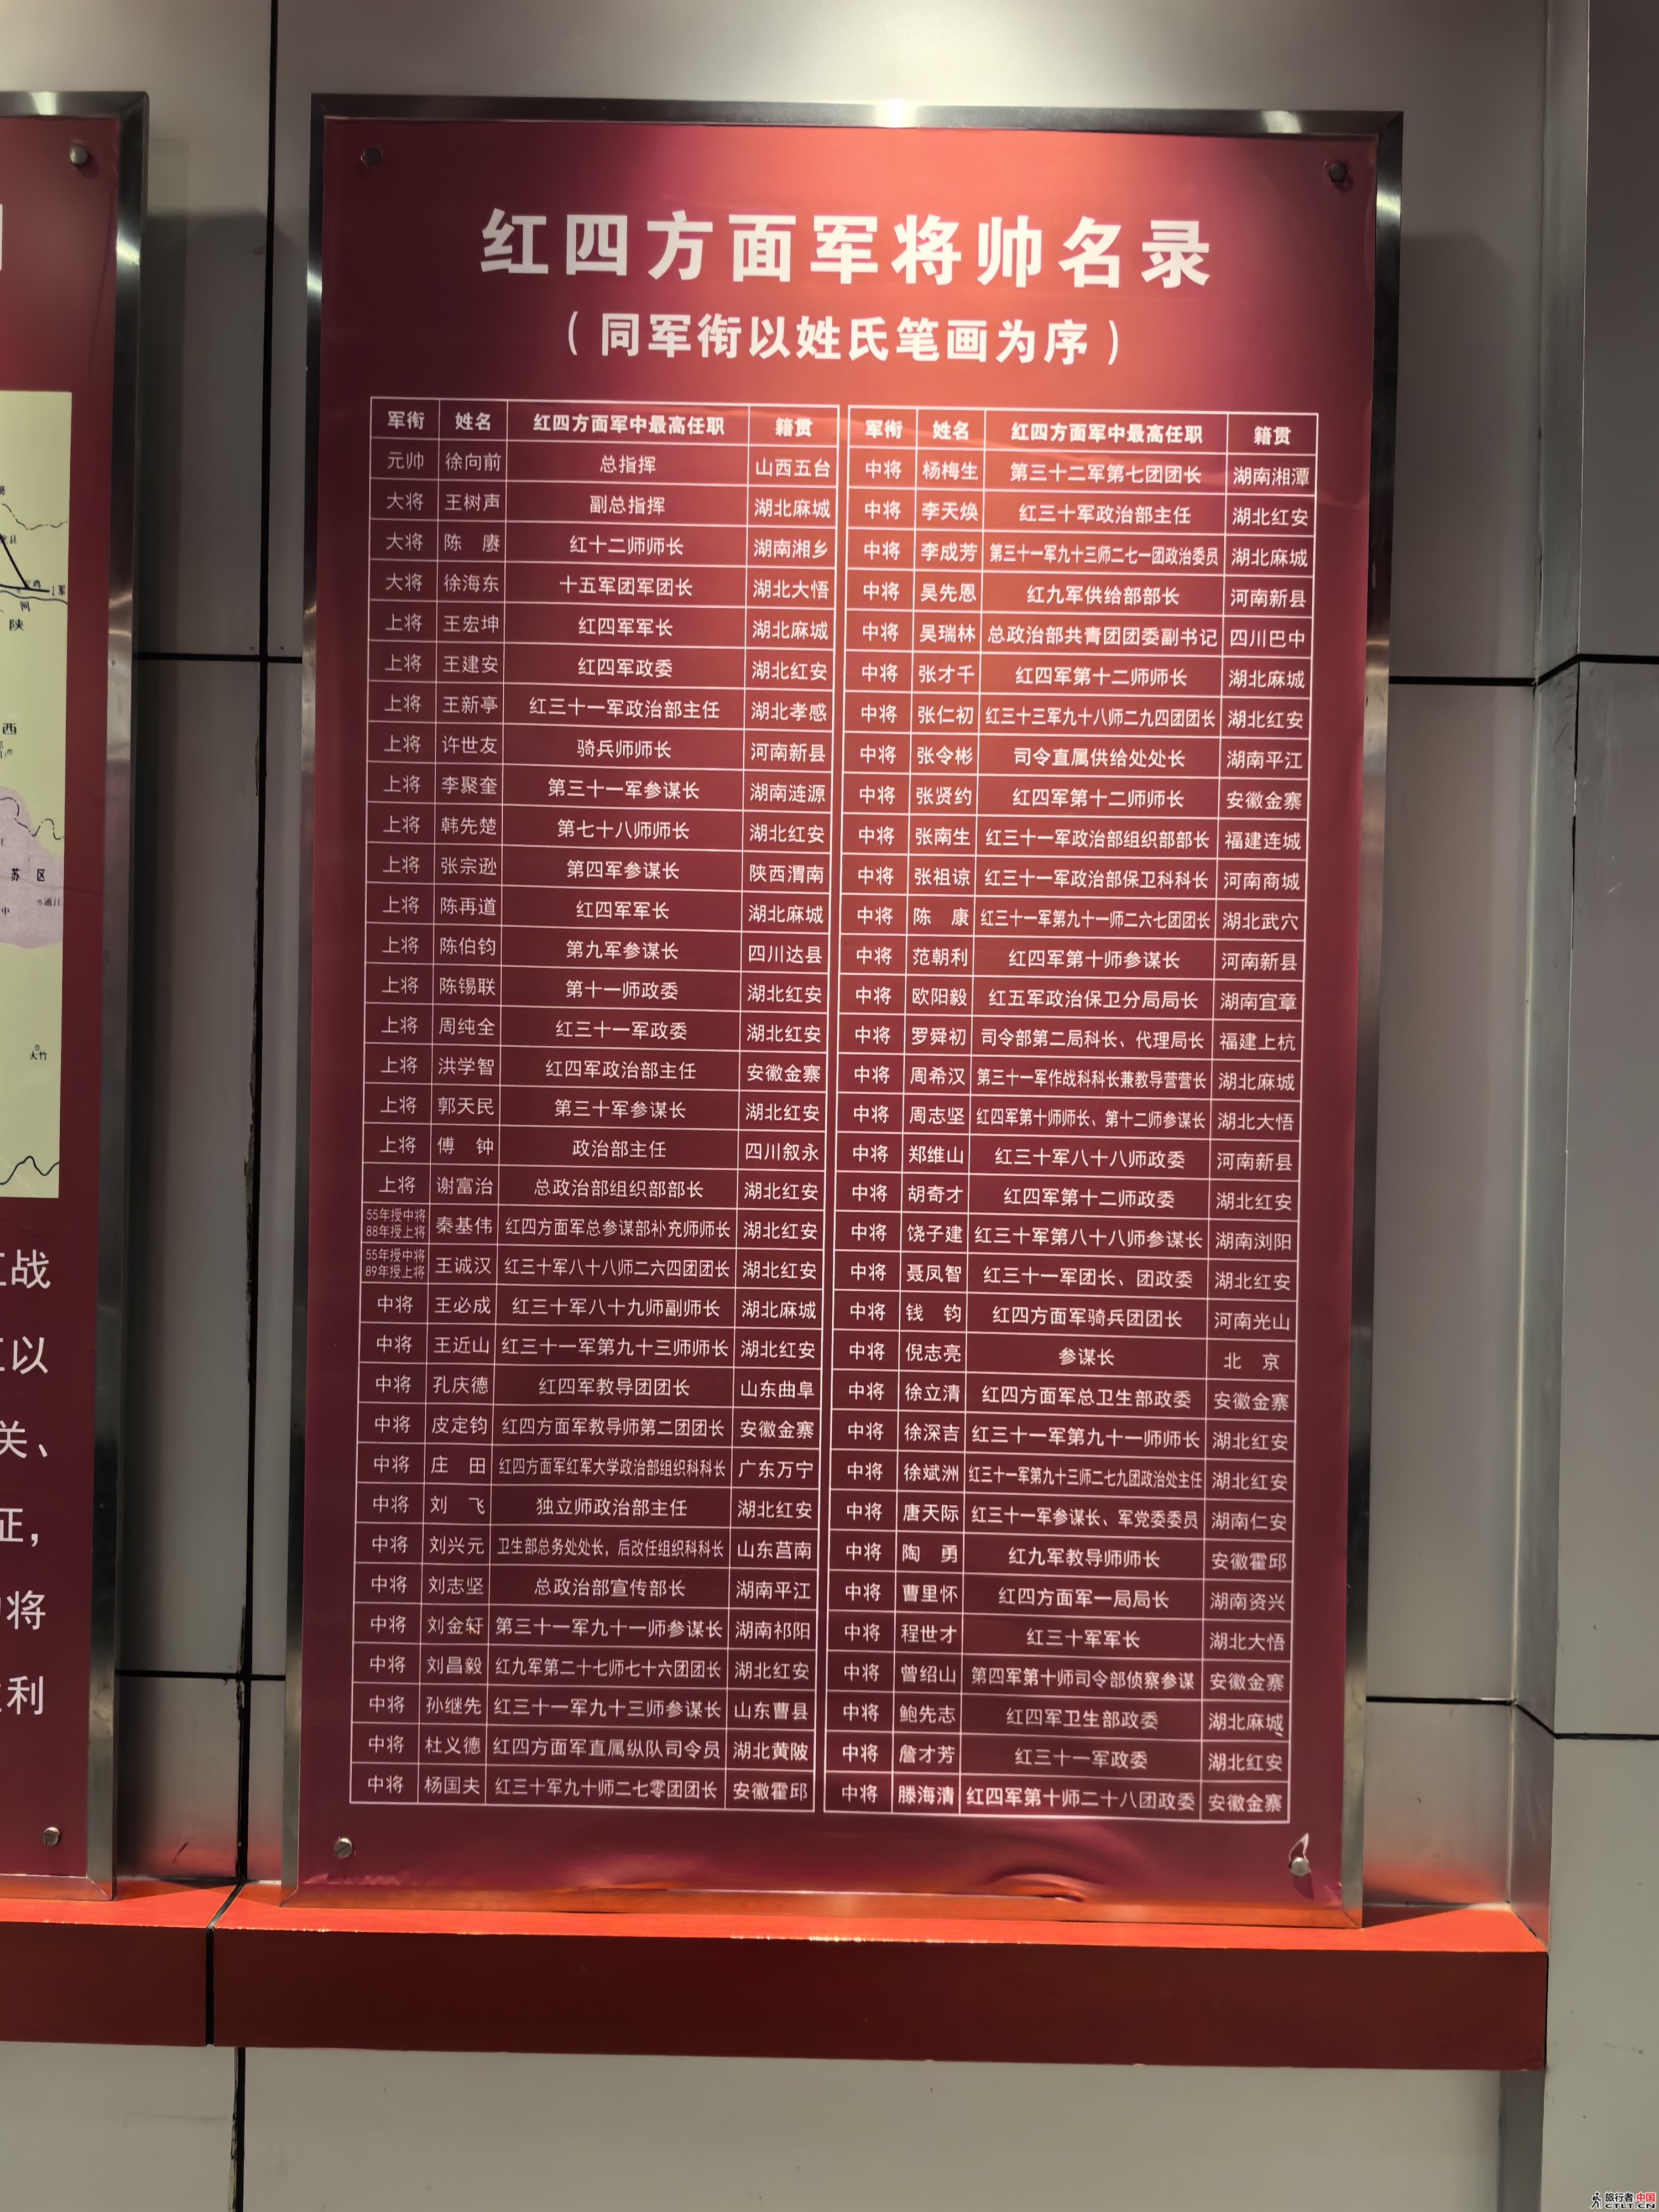 红四方面军将帅名录
（同军衔以姓氏笔画为序）
军衔 姓名 红四方面军中最高任职 籍贯
元帅 徐向前 总指挥 山西五台
大将 王树声 副总指挥 湖北麻城
大将 陈 赓 红十二师师长 湖南湘乡
大将 徐海东 十五军团军团长 湖北大悟
上将 王宏坤 红四军军长 湖北麻城
上将 王建安 红四军政委 湖北红安
上将 王新亭 红三十一军政治部主任 湖北孝感
上将 许世友 骑兵师师长 河南新县
上将 李聚奎 第三十一军参谋长 湖南涟源
上将 韩先楚 第七十八师师长 湖北红安
上将 张宗逊 第四军参谋长 陕西渭南
上将 陈再道 红四军军长 湖北麻城
上将 陈伯钧 第九军参谋长 四川达县
上将 陈锡联 第十一师政委 湖北红安
上将 周纯全 红三十一军政委 湖北红安
上将 洪学智 红四军政治部主任 安徽金寨
上将 郭天民 第三十军参谋长 湖北红安
上将 傅 钟 政治部主任 四川叙永
上将 谢富治 总政治部组织部部长 湖北红安
55年授中将 88年授上将 秦基伟 红四方面军总参谋部补充师师长 湖北红安
55年授中将 89年授上将 王诚汉 红三十军八十八师二六四团团长 湖北红安
中将 王必成 红三十军八十九师副师长 湖北麻城
中将 王近山 红三十一军第九十三师师长 湖北红安
中将 孔庆德 红四军教导团团长 山东曲阜
中将 皮定钧 红四方面军教导师第二团团长 安徽金寨
中将 庄 田 红四方面军红军大学政治部组织科科长 广东万宁
中将 刘 飞 独立师政治部主任 湖北红安
中将 刘兴元 卫生部总务处处长，后改任组织科科长 山东莒南
中将 刘志坚 总政治部宣传部长 湖南平江
中将 刘金轩 第三十一军九十一师参谋长 湖南祁阳
中将 刘昌毅 红九军第二十七师七十六团团长 湖北红安
中将 孙继先 红三十一军九十三师参谋长 山东曹县
中将 杜义德 红四方面军直属纵队司令员 湖北黄陂
中将 杨国夫 红三十军九十师二七零团团长 安徽霍邱
军衔 姓名 红四方面军中最高任职 籍贯
中将 杨梅生 第三十二军第七团团长 湖南湘潭
中将 李天焕 红三十军政治部主任 湖北红安
中将 李成芳 第三十一军九十三师二七一团政治委员 湖北麻城
中将 吴先恩 红九军供给部部长 河南新县
中将 吴瑞林 总政治部共青团团委副书记 四川巴中
中将 张才千 红四军第十二师师长 湖北麻城
中将 张仁初 红三十三军九十八师二九四团团长 湖北红安
中将 张令彬 司令直属供给处处长 湖南平江
中将 张贤约 红四军第十二师师长 安徽金寨
中将 张南生 红三十一军政治部组织部部长 福建连城
中将 张祖谅 红三十一军政治部保卫科科长 河南商城
中将 陈 康 红三十一军第九十一师二六七团团长 湖北武穴
中将 范朝利 红四军第十师参谋长 河南新县
中将 欧阳毅 红五军政治保卫分局局长 湖南宜章
中将 罗舜初 司令部第二局科长、代理局长 福建上杭
中将 周希汉 第三十一军作战科科长兼教导营营长 湖北麻城
中将 周志坚 红四军第十师师长、第十二师参谋长 湖北大悟
中将 郑维山 红三十军八十八师政委 河南新县
中将 胡奇才 红四军第十二师政委 湖北红安
中将 饶子建 红三十军第八十八师参谋长 湖南浏阳
中将 聂凤智 红三十一军团长、团政委 湖北红安
中将 钱 钧 红四方面军骑兵团团长 河南光山
中将 倪志亮 参谋长 北 京
中将 徐立清 红四方面军总卫生部政委 安徽金寨
中将 徐深吉 红三十一军第九十一师师长 湖北红安
中将 徐斌洲 红三十一军第九十三师二七九团政治处主任 湖北红安
中将 唐天际 红三十一军参谋长、军党委委员 湖南仁安
中将 陶 勇 红九军教导师师长 安徽霍邱
中将 曹里怀 红四方面军一局局长 湖南资兴
中将 程世才 红三十军军长 湖北大悟
中将 曾绍山 第四军第十师司令部侦察参谋 安徽金寨
中将 鲍先志 红四军卫生部政委 湖北麻城
中将 詹才芳 红三十一军政委 湖北红安
中将 滕海清 红四军第十师二十八团政委 安徽金寨
陕
西
苏 区
中
大竹
战
以
关、
证，
将
利
旅行者 中国
CTLT.CN